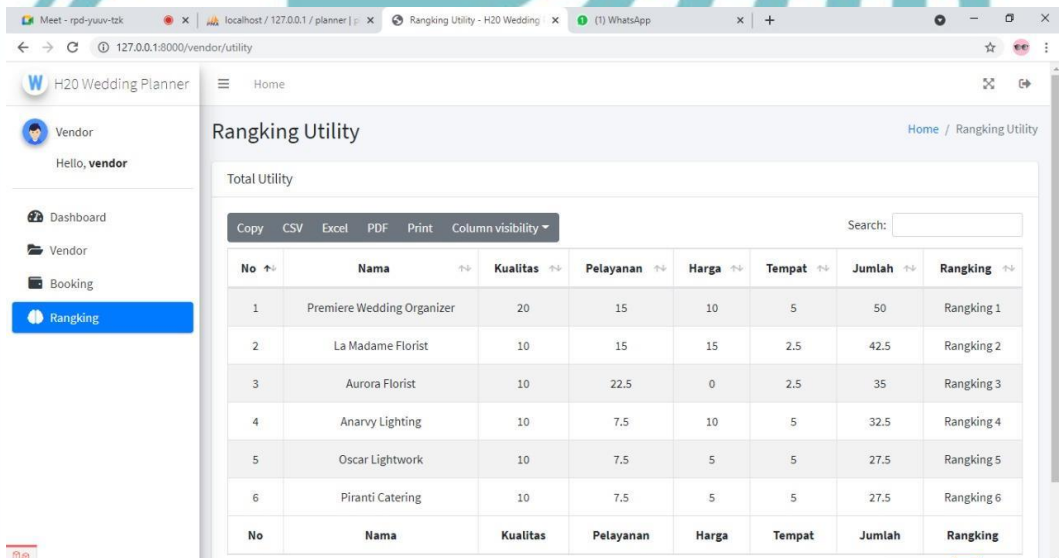 Meet - rpd-yuuv-tzk localhost / 127.0.0.1 / planner | p Rangking Utility - H20 Wedding (1) WhatsApp
127.0.0.1:8000/vendor/utility
W H20 Wedding Planner Home
Vendor
Hello, vendor
Dashboard
Vendor
Booking
Rangking
Rangking Utility Home / Rangking Utility
Total Utility
Copy CSV Excel PDF Print Column visibility Search:
No Nama Kualitas Pelayanan Harga Tempat Jumlah Rangking
1 Premiere Wedding Organizer 20 15 10 5 50 Rangking 1
2 La Madame Florist 10 15 15 2.5 42.5 Rangking 2
3 Aurora Florist 10 22.5 0 2.5 35 Rangking 3
4 Anarvy Lighting 10 7.5 10 5 32.5 Rangking 4
5 Oscar Lightwork 10 7.5 5 5 27.5 Rangking 5
6 Piranti Catering 10 7.5 5 5 27.5 Rangking 6
No Nama Kualitas Pelayanan Harga Tempat Jumlah Rangking